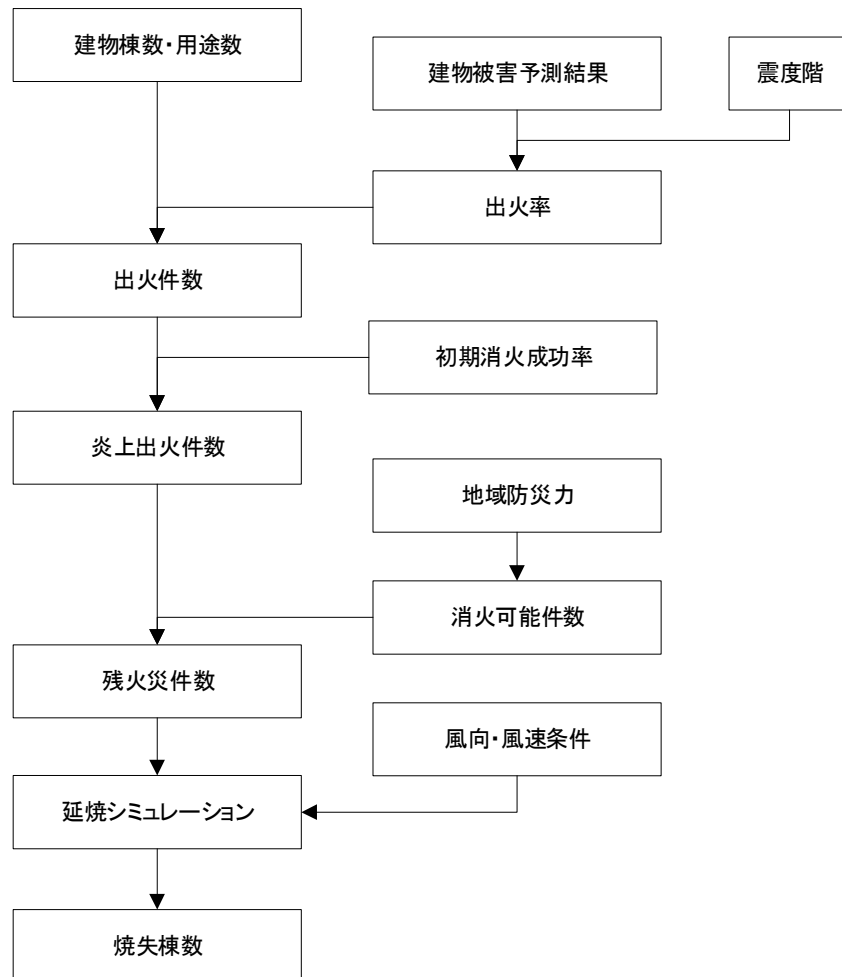 建物棟数・用途数
建物被害予測結果
震度階
出火率
出火件数
初期消火成功率
炎上出火件数
地域防災力
消火可能件数
残火災件数
風向・風速条件
延焼シミュレーション
焼失棟数